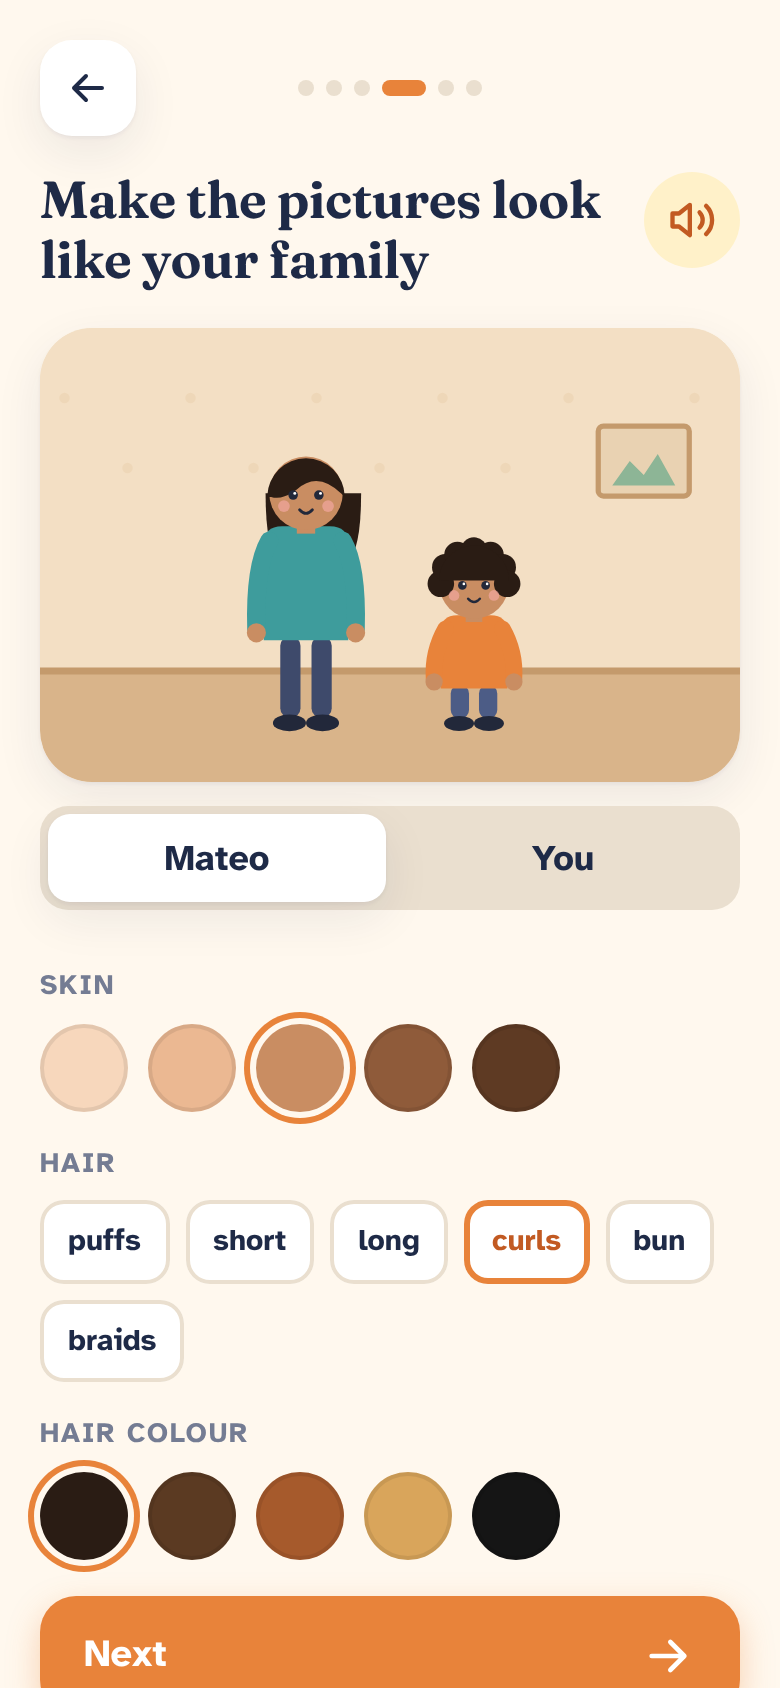 Make the pictures look
like your family
Mateo
You
SKIN
HAIR
puffs
short
long
curls
bun
braids
HAIR COLOUR
Next